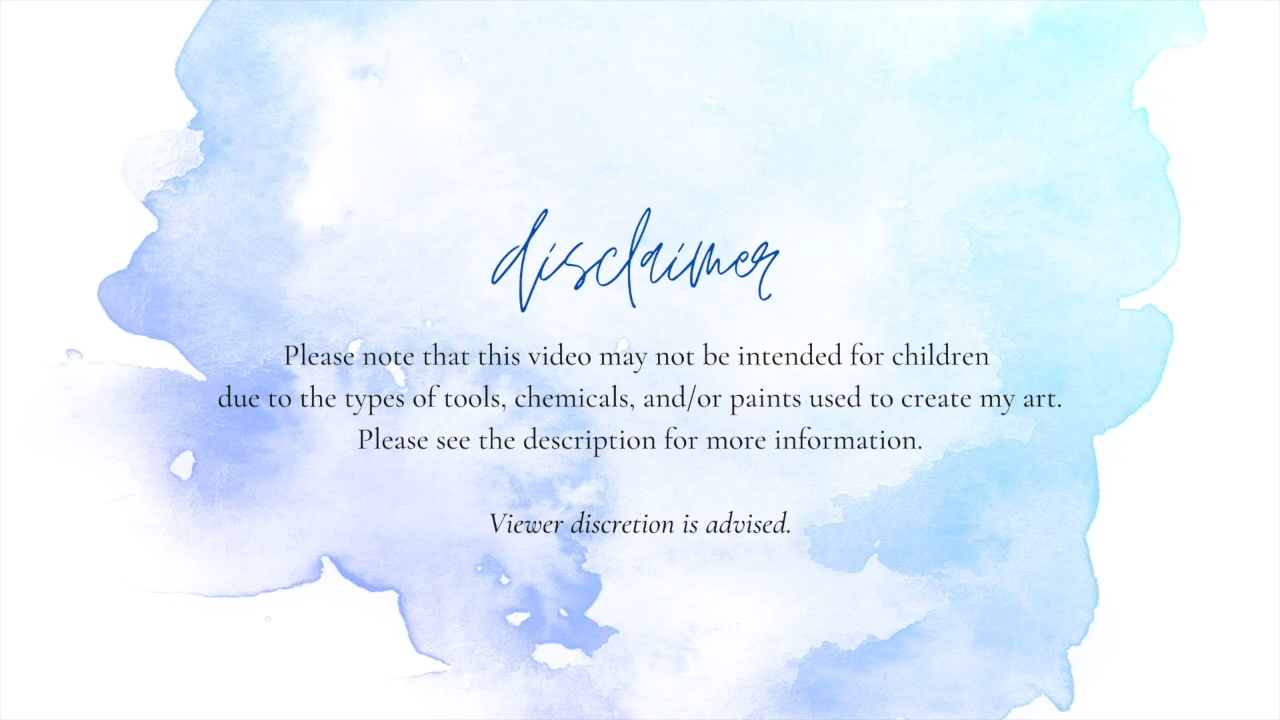 disclaimer
Please note that this video may not be intended for children
due to the types of tools, chemicals, and/or paints used to create my art.
Please see the description for more information.
Viewer discretion is advised.